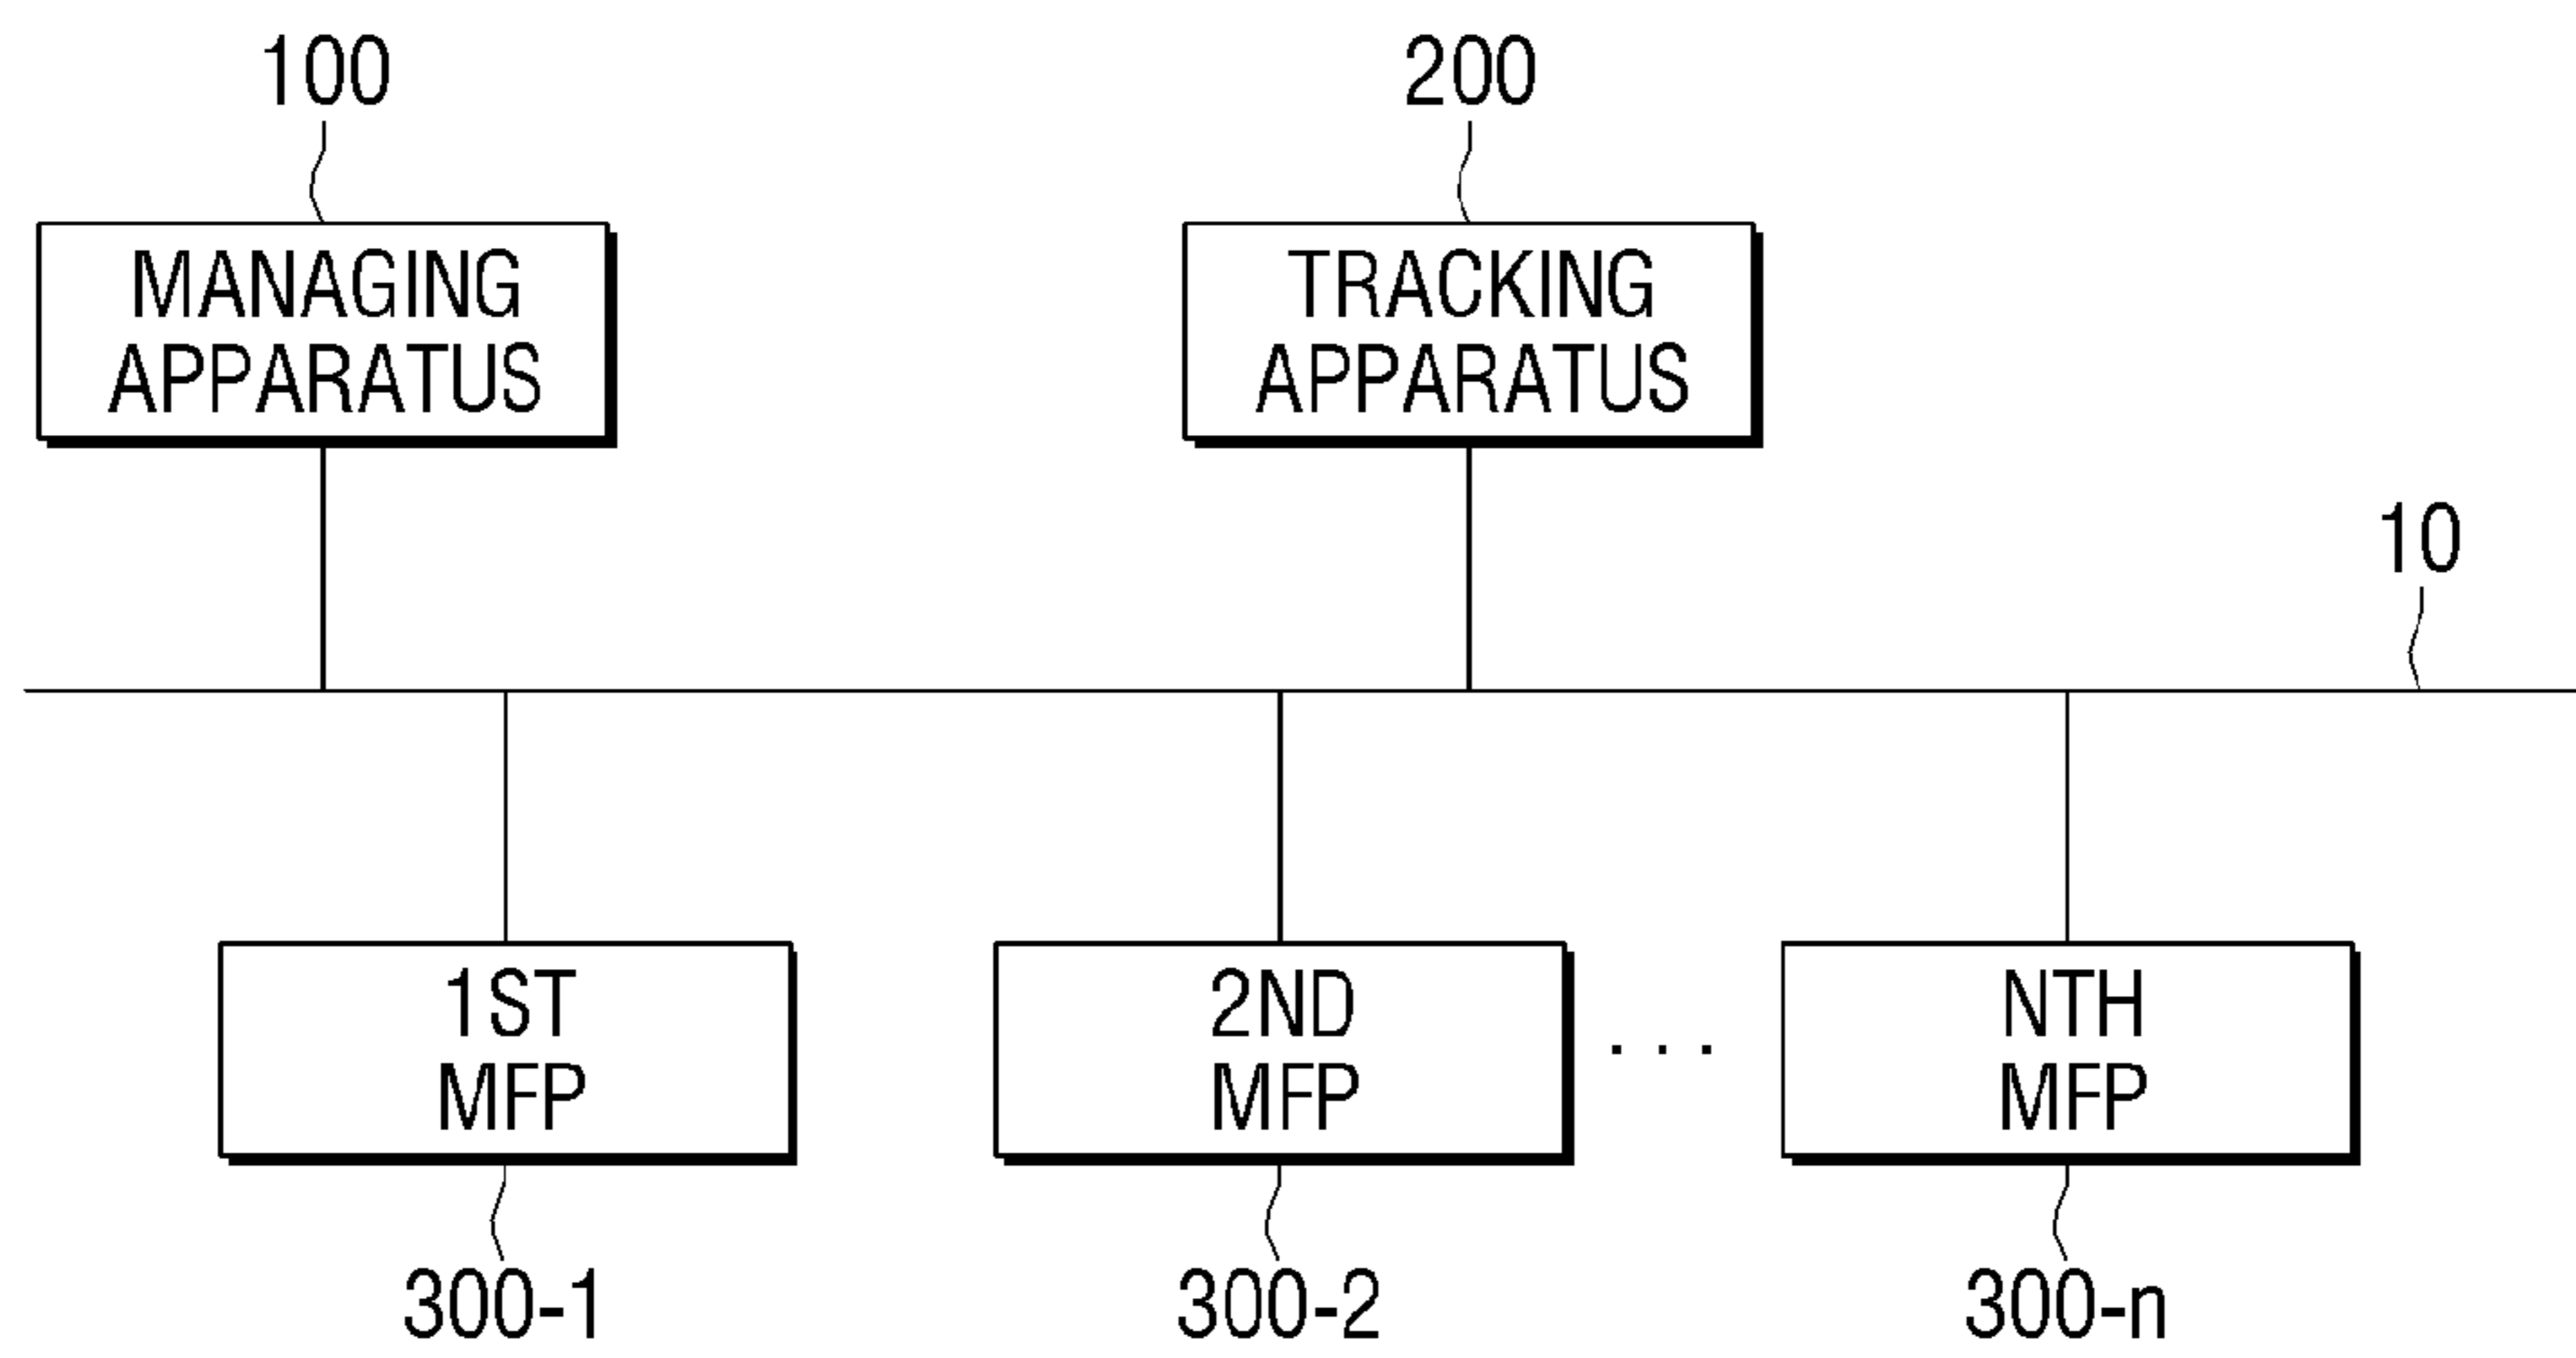 100
200
MANAGING
APPARATUS
TRACKING
APPARATUS
10
1ST
MFP
2ND
MFP
...
NTH
MFP
300-1
300-2
300-n